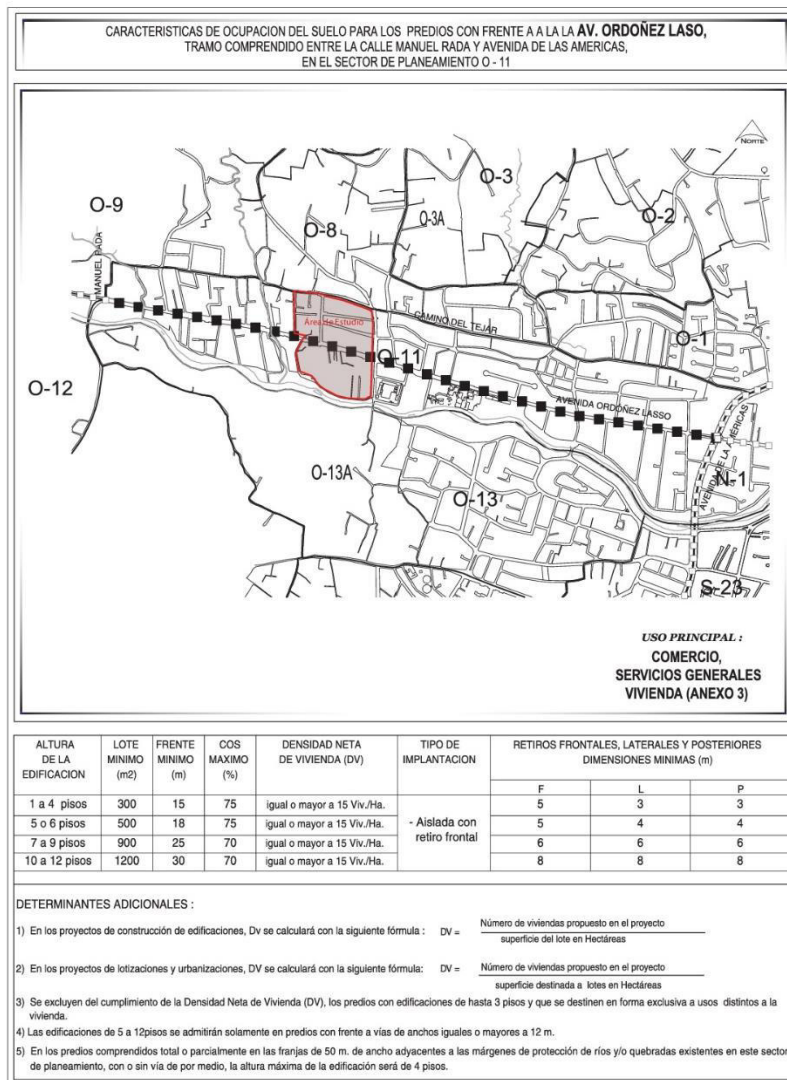 CARACTERISTICAS DE OCUPACION DEL SUELO PARA LOS PREDIOS CON FRENTE A A LA LA AV. ORDOÑEZ LASO,
TRAMO COMPRENDIDO ENTRE LA CALLE MANUEL RADA Y AVENIDA DE LAS AMERICAS,
EN EL SECTOR DE PLANEAMIENTO O - 11
NORTE
O-3
O-9
O-2
O-8
O-3A
MANUEL RADA
Área de Estudio
CAMINO DEL TEJAR
O-1
O-11
O-12
AVENIDA ORDOÑEZ LASSO
AVENIDA DE LA AMÉRICAS
O-13A
N-1
O-13
S-23
USO PRINCIPAL :
COMERCIO,
SERVICIOS GENERALES
VIVIENDA (ANEXO 3)
ALTURA DE LA EDIFICACION LOTE MINIMO (m2) FRENTE MINIMO (m) COS MAXIMO (%) DENSIDAD NETA DE VIVIENDA (DV) TIPO DE IMPLANTACION RETIROS FRONTALES, LATERALES Y POSTERIORES DIMENSIONES MINIMAS (m)
F L P
1 a 4 pisos 300 15 75 igual o mayor a 15 Viv./Ha. 5 3 3
5 o 6 pisos 500 18 75 igual o mayor a 15 Viv./Ha. - Aislada con retiro frontal 5 4 4
7 a 9 pisos 900 25 70 igual o mayor a 15 Viv./Ha. 6 6 6
10 a 12 pisos 1200 30 70 igual o mayor a 15 Viv./Ha. 8 8 8
DETERMINANTES ADICIONALES :
1) En los proyectos de construcción de edificaciones, Dv se calculará con la siguiente fórmula : DV = Número de viviendas propuesto en el proyecto
superficie del lote en Hectáreas
2) En los proyectos de lotizaciones y urbanizaciones, DV se calculará con la siguiente fórmula: DV = Número de viviendas propuesto en el proyecto
superficie destinada a lotes en Hectáreas
3) Se excluyen del cumplimiento de la Densidad Neta de Vivienda (DV), los predios con edificaciones de hasta 3 pisos y que se destinen en forma exclusiva a usos distintos a la
vivienda.
4) Las edificaciones de 5 a 12pisos se admitirán solamente en predios con frente a vías de anchos iguales o mayores a 12 m.
5) En los predios comprendidos total o parcialmente en las franjas de 50 m. de ancho adyacentes a las márgenes de protección de ríos y/o quebradas existentes en este sector
de planeamiento, con o sin vía de por medio, la altura máxima de la edificación será de 4 pisos.